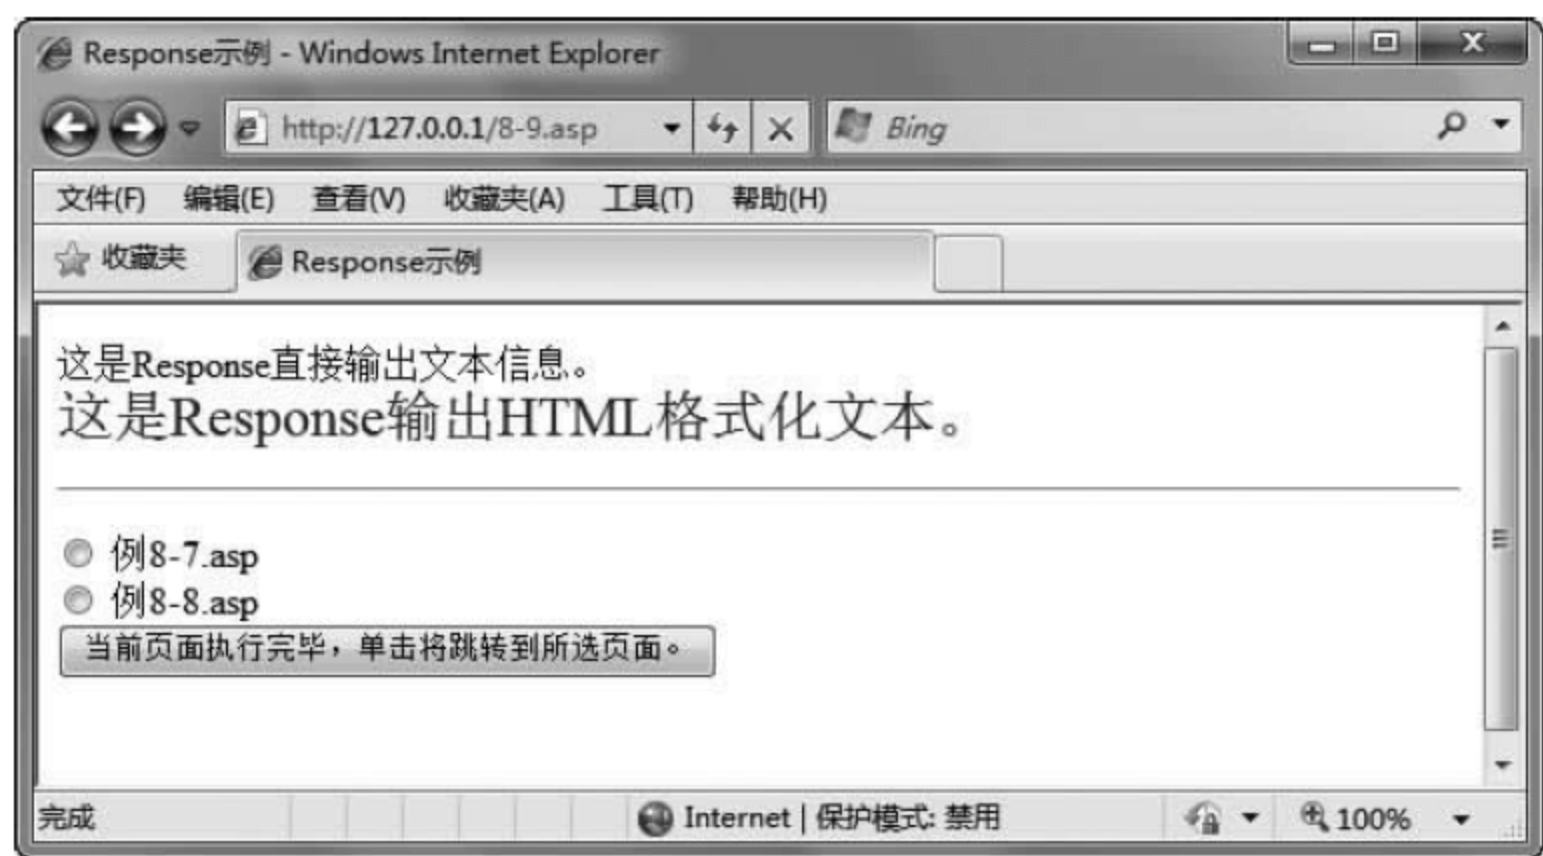 Response示例 - Windows Internet Explorer
http://127.0.0.1/8-9.asp Bing
文件(F) 编辑(E) 查看(V) 收藏夹(A) 工具(T) 帮助(H)
收藏夹 Response示例
这是Response直接输出文本信息。
这是Response输出HTML格式化文本。
例8-7.asp
例8-8.asp
当前页面执行完毕，单击将跳转到所选页面。
完成 Internet | 保护模式: 禁用 100%